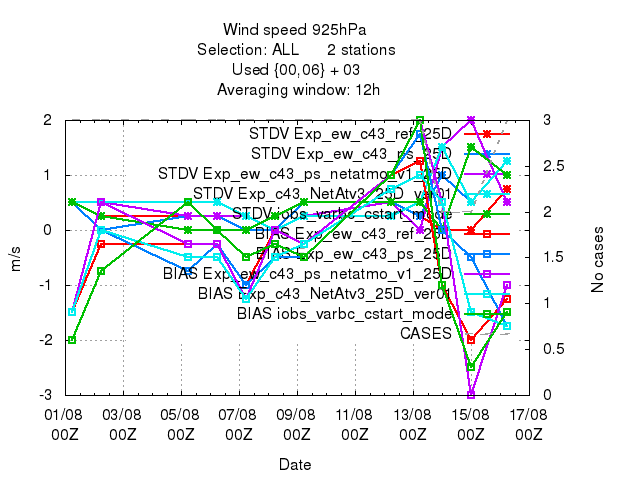 Wind speed 925hPa
Selection: ALL 2 stations
Used {00,06} + 03
Averaging window: 12h
STDV Exp_ew_c43_ref_25D
STDV Exp_ew_c43_ps_25D
STDV Exp_ew_c43_ps_netatmo_v1_25D
STDV Exp_c43_NetAtv3_25D_ver01
STDV iobs_varbc_cstart_mode
BIAS Exp_ew_c43_ref_25D
BIAS Exp_ew_c43_ps_25D
BIAS Exp_ew_c43_ps_netatmo_v1_25D
BIAS Exp_c43_NetAtv3_25D_ver01
BIAS iobs_varbc_cstart_mode
CASES
2
1
0
-1
-2
-3
m/s
3
2.5
2
1.5
1
0.5
0
No cases
01/08 03/08 05/08 07/08 09/08 11/08 13/08 15/08 17/08
00Z 00Z 00Z 00Z 00Z 00Z 00Z 00Z 00Z
Date